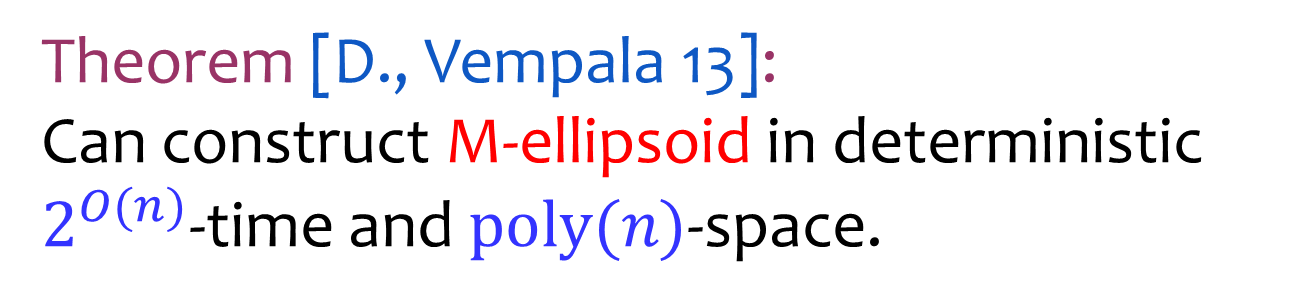 Theorem [D., Vempala 13]:
Can construct M-ellipsoid in deterministic
2^{O(n)}-time and poly(n)-space.